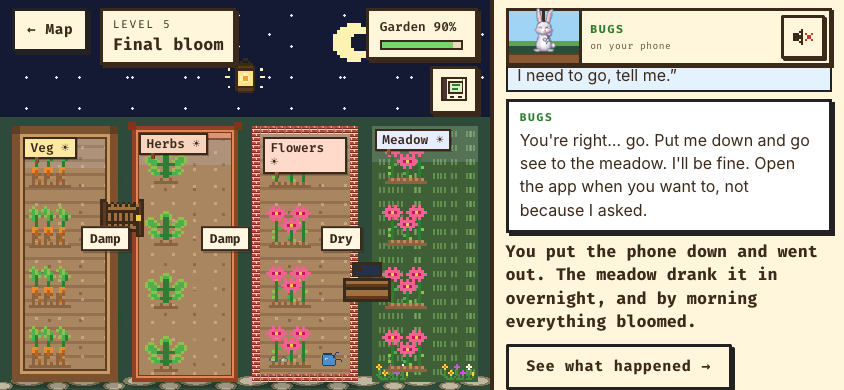 ← Map
LEVEL 5
Final bloom
Garden 90%
Veg ☀
Herbs ☀
Flowers
☀
Meadow ☀
Damp
Damp
Dry
BUGS
on your phone
I need to go, tell me.”
BUGS
You're right... go. Put me down and go
see to the meadow. I'll be fine. Open
the app when you want to, not
because I asked.
You put the phone down and went
out. The meadow drank it in
overnight, and by morning
everything bloomed.
See what happened →